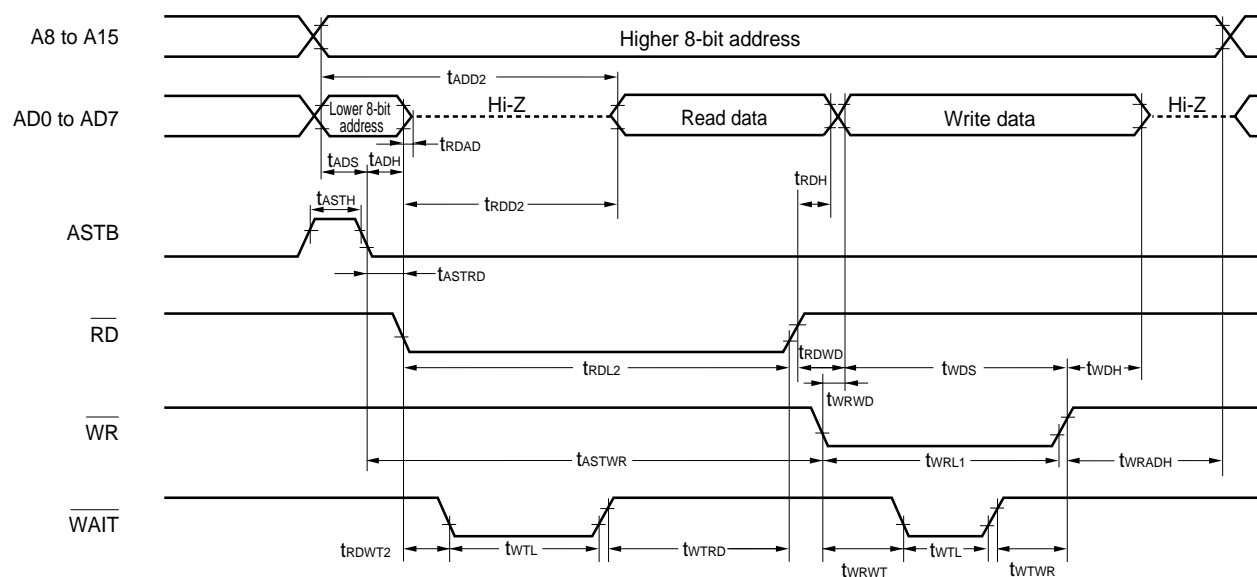 A8 to A15
Higher 8-bit address
tADD2
AD0 to AD7
Lower 8-bit
address
Hi-Z
Read data
Write data
Hi-Z
tRDAD
tADS
tADH
tASTH
tRDD2
tRDH
ASTB
tASTRD
RD
tRDL2
tRDWD
tWDS
tWDH
tWRWD
WR
tASTWR
tWRL1
tWRADH
WAIT
tRDWT2
tWTL
tWTRD
tWRWT
tWTL
tWTWR